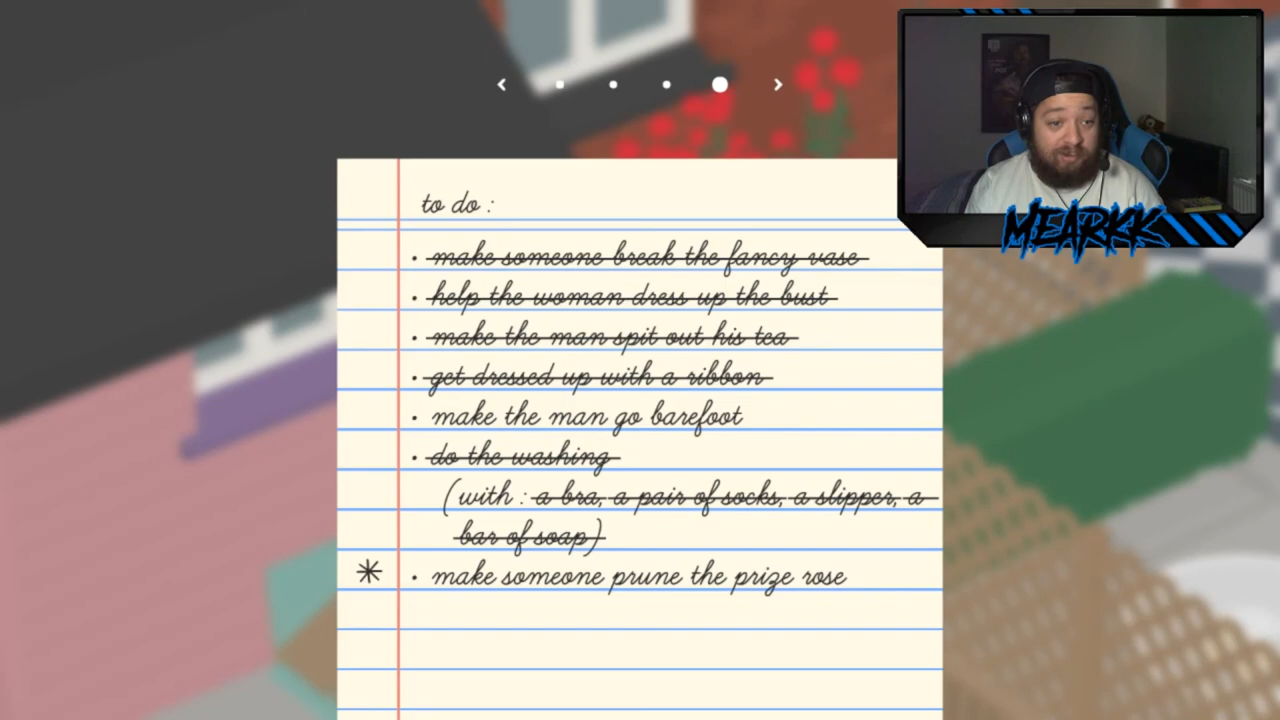 to do :
• make someone break the fancy vase
• help the woman dress up the bust
• make the man spit out his tea
• get dressed up with a ribbon
• make the man go barefoot
• do the washing
(with : a bra, a pair of socks, a slipper, a
bar of soap)
* • make someone prune the prize rose
MEARKK